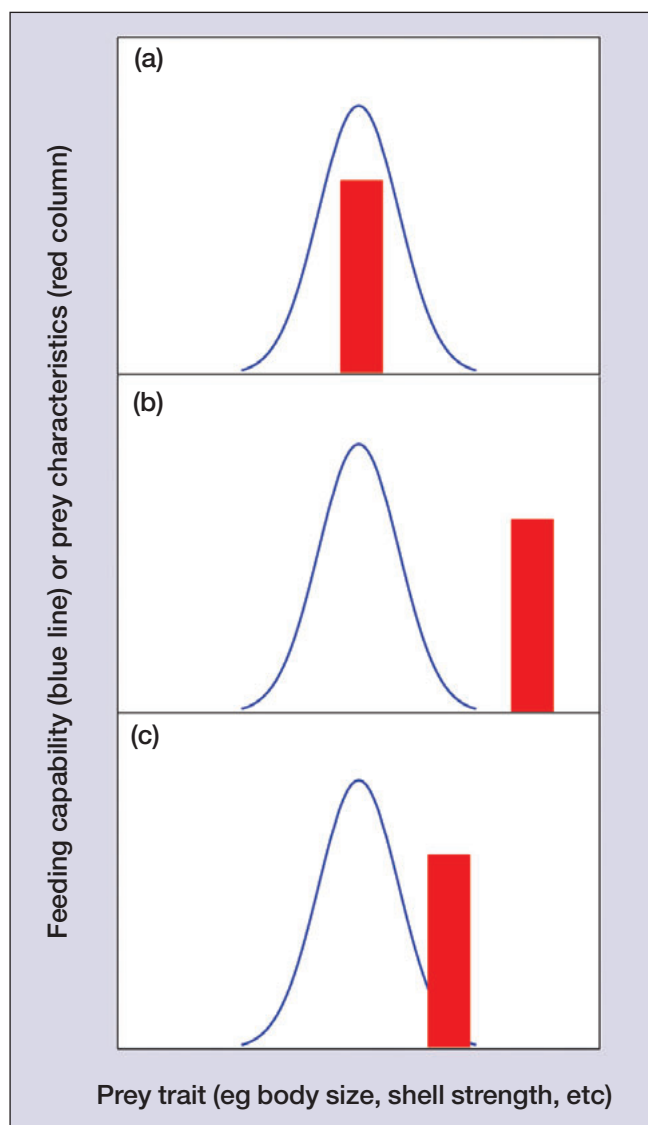 (a)
(b)
(c)
Feeding capability (blue line) or prey characteristics (red column)
Prey trait (eg body size, shell strength, etc)